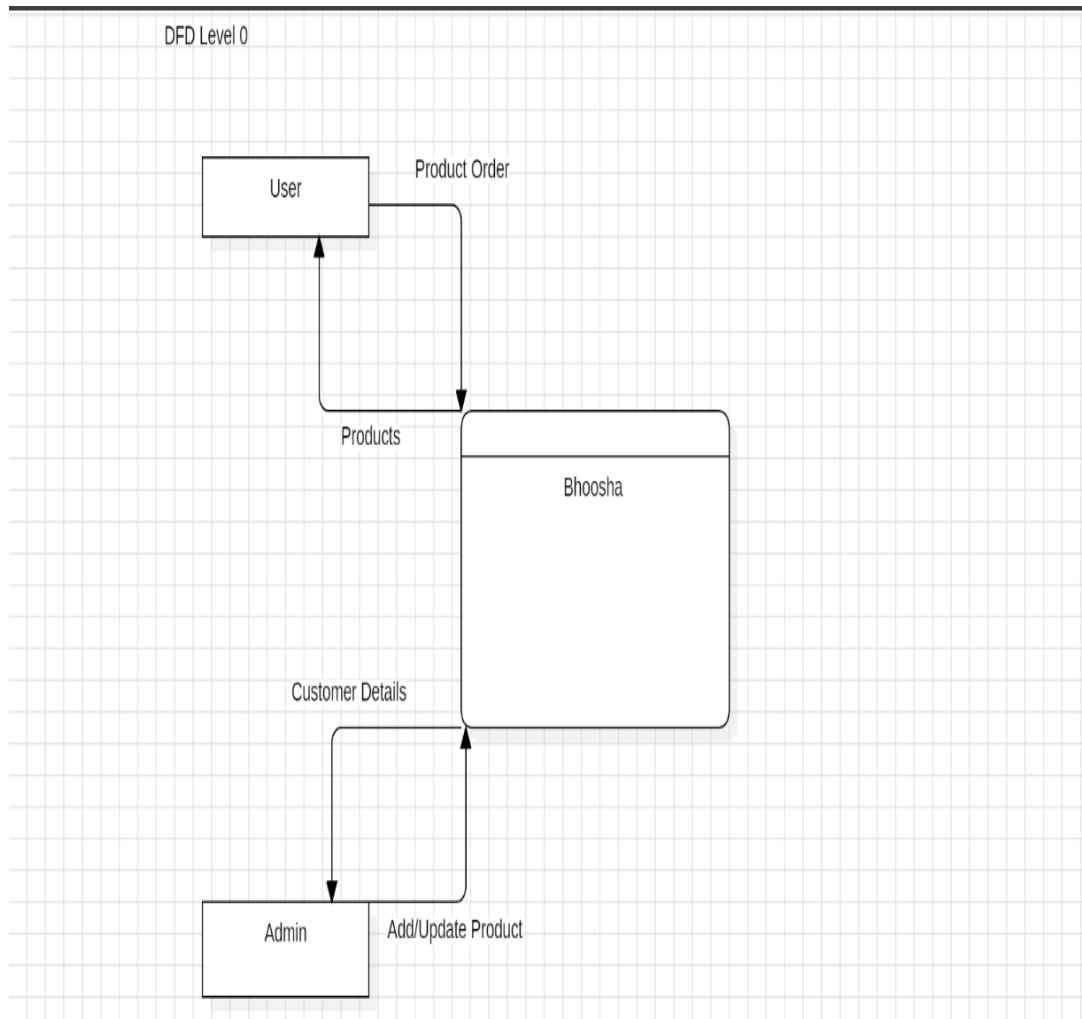 DFD Level 0
User
Product Order
Products
Bhoosha
Customer Details
Admin
Add/Update Product